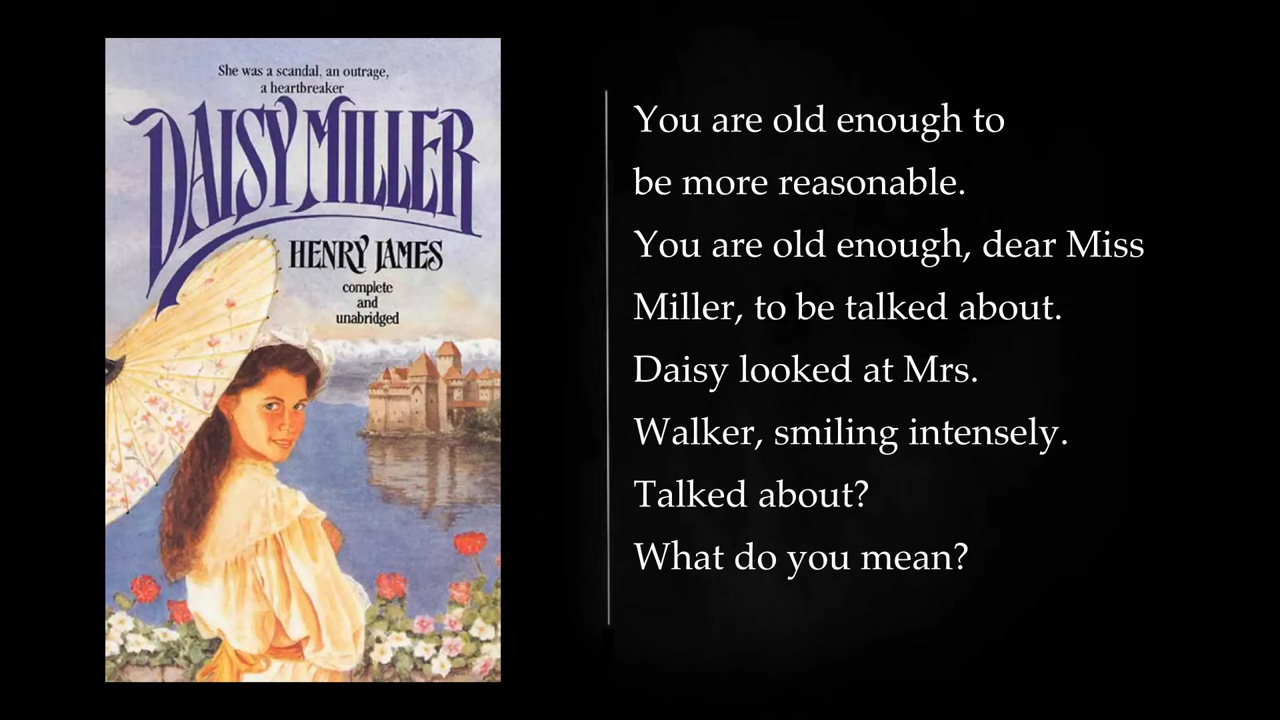 She was a scandal, an outrage,
a heartbreaker
DAISY MILLER
HENRY JAMES
complete
and
unabridged
You are old enough to
be more reasonable.
You are old enough, dear Miss
Miller, to be talked about.
Daisy looked at Mrs.
Walker, smiling intensely.
Talked about?
What do you mean?